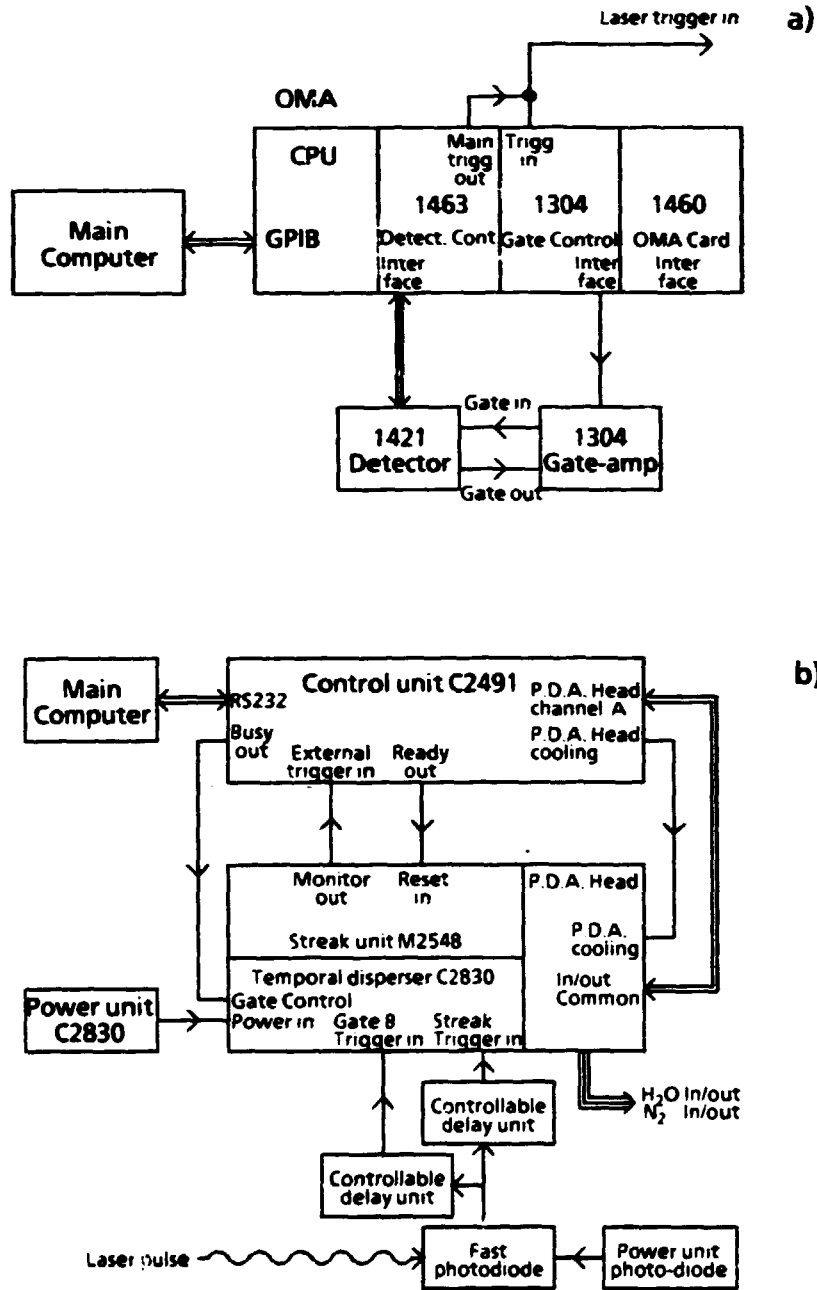 Laser trigger in
a)
OMA
CPU
Main
trigg
out
Trigg
in
1463
1304
1460
Main
Computer
GPIB
Detect. Cont
Gate Control
OMA Card
Inter
face
Inter
face
Inter
face
Gate in
1421
Detector
1304
Gate-amp
Gate out
b)
Main
Computer
Control unit C2491
RS232
P.D.A. Head
channel A
Busy
out
External
trigger in
Ready
out
P.D.A. Head
cooling
Monitor
out
Reset
in
P.D.A. Head
Streak unit M2548
P.D.A.
cooling
Temporal disperser C2830
In/out
Common
Power unit
C2830
Gate Control
Power in
Gate B
Trigger in
Streak
Trigger in
H2O In/out
N2 In/out
Controllable
delay unit
Controllable
delay unit
Laser pulse
Fast
photodiode
Power unit
photo-diode